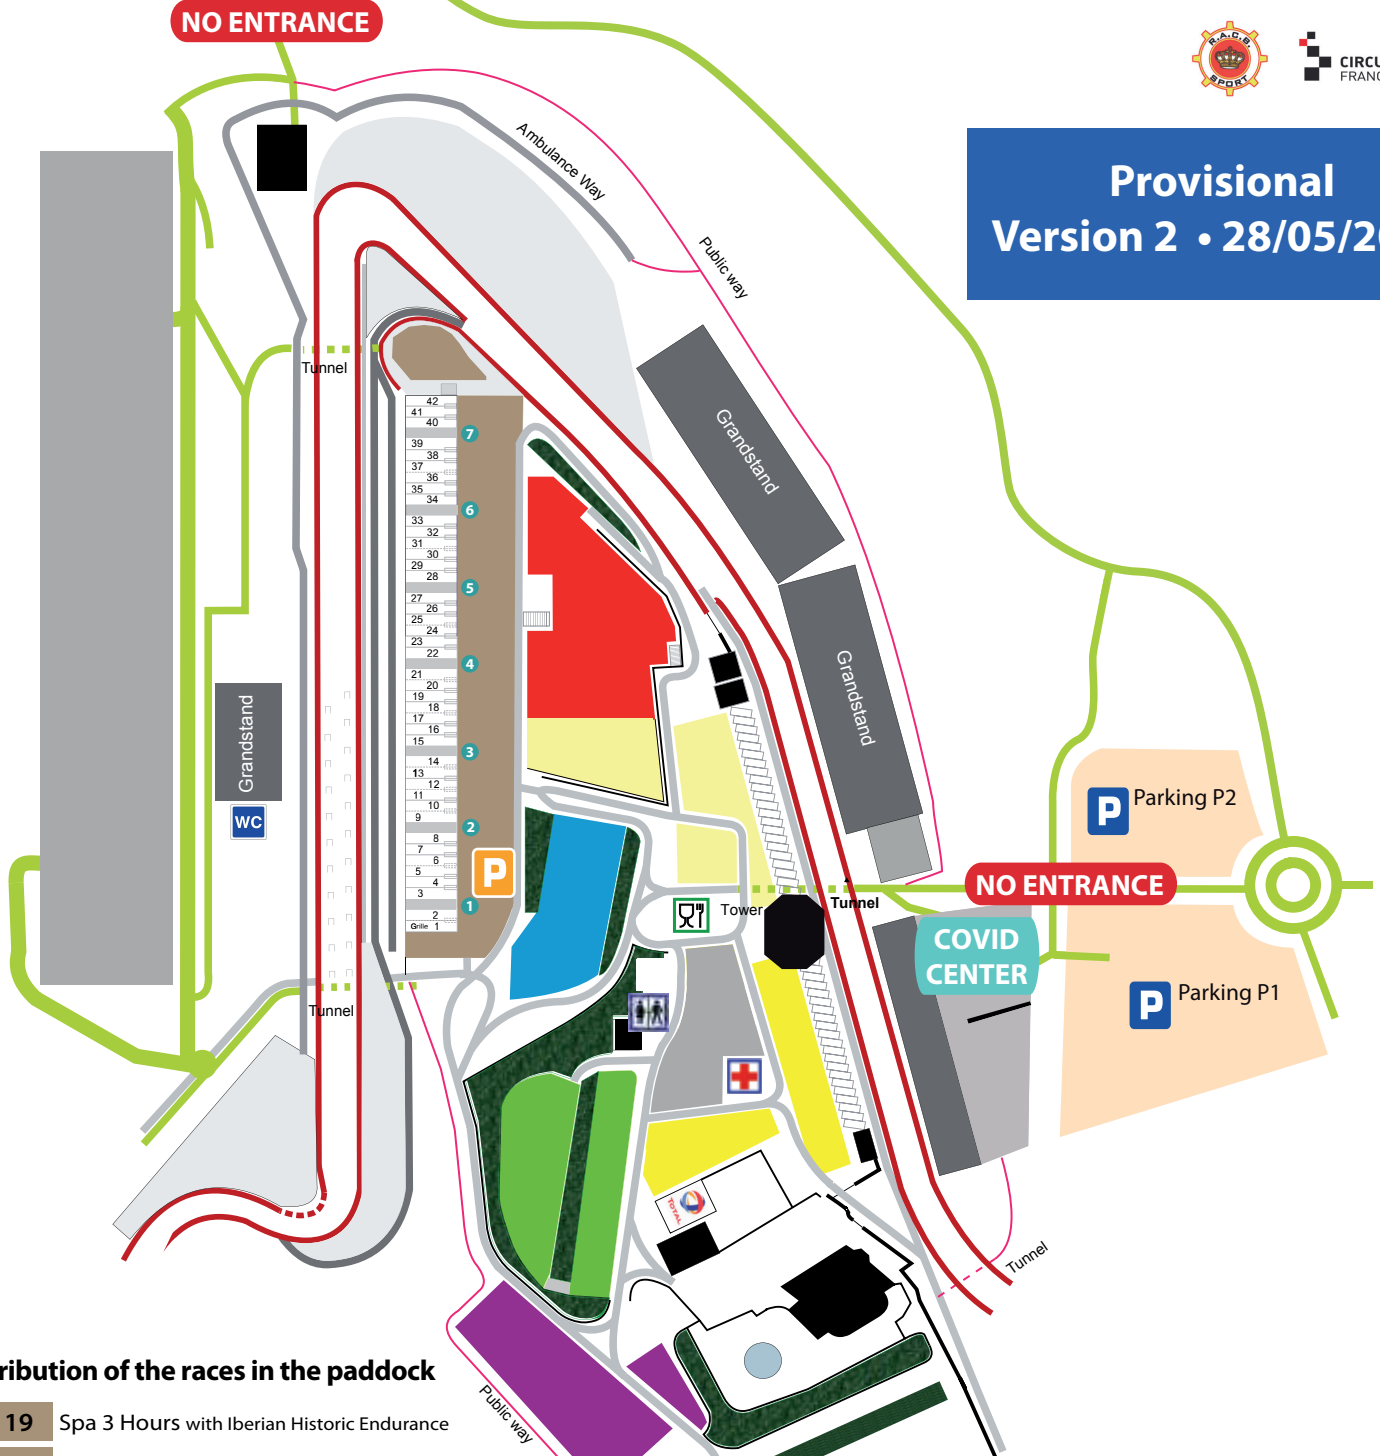 NO ENTRANCE
R.A.C.B.
SPORT
CIRCU
FRANC
Provisional
Version 2 • 28/05/20
Ambulance Way
Public way
Tunnel
Grandstand
42
41
40
7
39
38
37
36
35
34
6
33
32
31
30
29
28
5
27
26
25
24
23
22
4
21
20
19
18
17
16
15
3
14
13
12
11
10
9
2
8
7
6
5
4
3
1
2
Grille 1
P
Grandstand
Grandstand
WC
P Parking P2
NO ENTRANCE
Tower
Tunnel
COVID
CENTER
P Parking P1
Tunnel
TOTAL
Tunnel
Public way
ribution of the races in the paddock
19 Spa 3 Hours with Iberian Historic Endurance